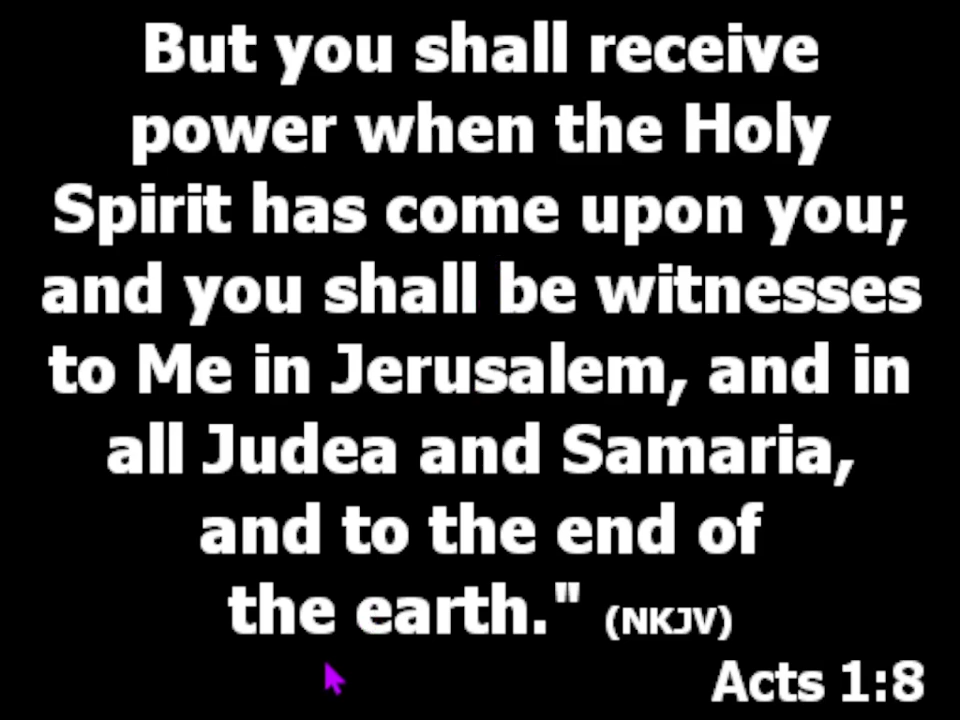 But you shall receive
power when the Holy
Spirit has come upon you;
and you shall be witnesses
to Me in Jerusalem, and in
all Judea and Samaria,
and to the end of
the earth." (NKJV)
Acts 1:8